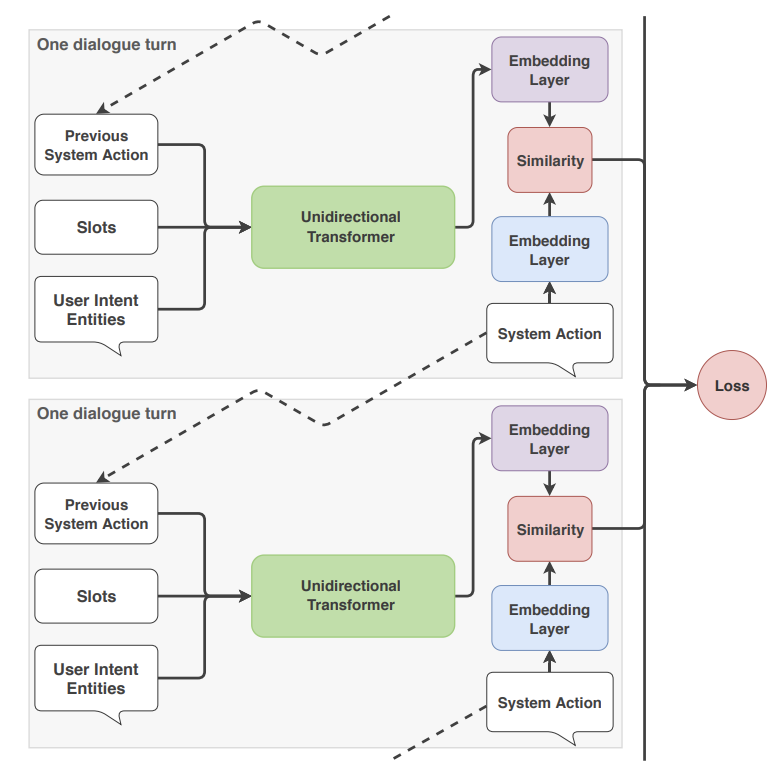 One dialogue turn
Embedding
Layer
Previous
System Action
Similarity
Slots
Unidirectional
Transformer
Embedding
Layer
User Intent
Entities
System Action
Loss
One dialogue turn
Embedding
Layer
Previous
System Action
Similarity
Slots
Unidirectional
Transformer
Embedding
Layer
User Intent
Entities
System Action